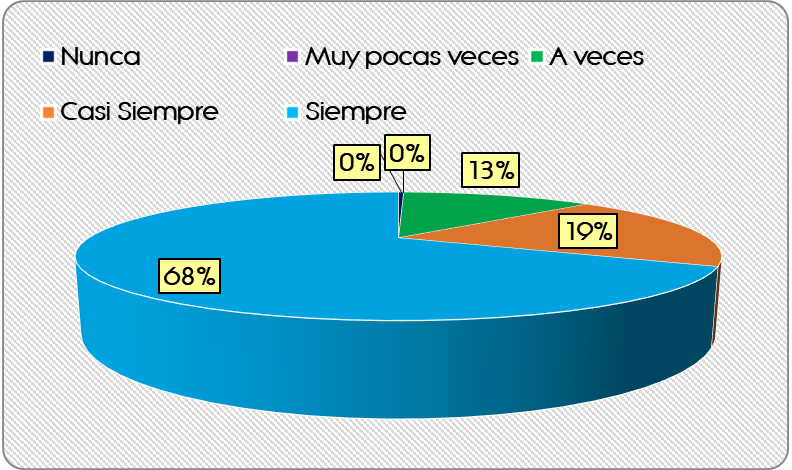 Nunca Muy pocas veces A veces
Casi Siempre Siempre
0% 0% 13%
19%
68%